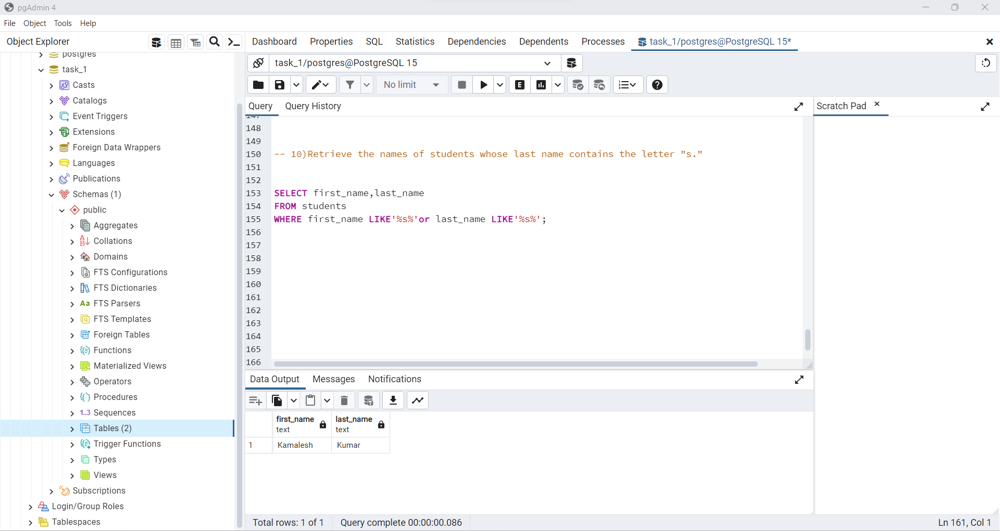 pgAdmin 4
File Object Tools Help
Object Explorer
Dashboard Properties SQL Statistics Dependencies Dependents Processes task_1/postgres@PostgreSQL 15*
postgres
task_1
Casts
Catalogs
Event Triggers
Extensions
Foreign Data Wrappers
Languages
Publications
Schemas (1)
public
Aggregates
Collations
Domains
FTS Configurations
FTS Dictionaries
Aa FTS Parsers
FTS Templates
Foreign Tables
Functions
Materialized Views
Operators
Procedures
1..3 Sequences
Tables (2)
Trigger Functions
Types
Views
Subscriptions
Login/Group Roles
Tablespaces
task_1/postgres@PostgreSQL 15
No limit
E
Query Query History
Scratch Pad
147
148
149
150 -- 10)Retrieve the names of students whose last name contains the letter "s."
151
152
153 SELECT first_name,last_name
154 FROM students
155 WHERE first_name LIKE'%s%'or last_name LIKE'%s%';
156
157
158
159
160
161
162
163
164
165
166
Data Output Messages Notifications
first_name last_name
text text
1 Kamalesh Kumar
Total rows: 1 of 1 Query complete 00:00:00.086 Ln 161, Col 1